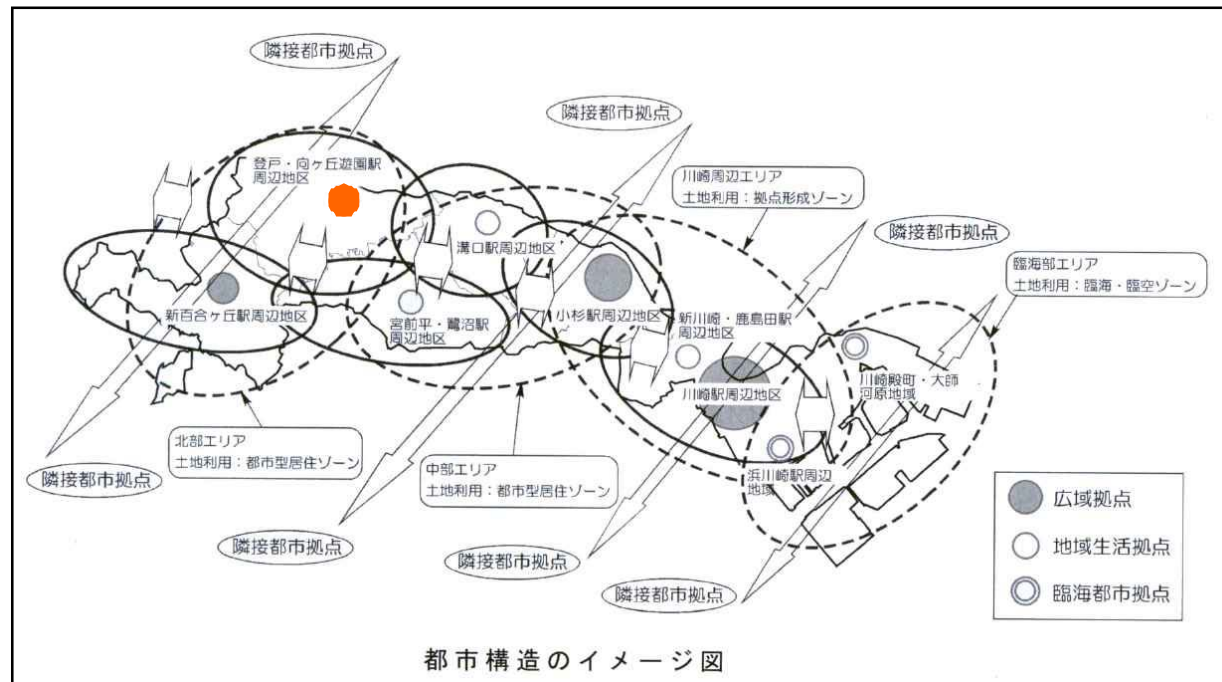 隣接都市拠点
隣接都市拠点
登戸・向ヶ丘遊園駅
周辺地区
川崎周辺エリア
土地利用：拠点形成ゾーン
隣接都市拠点
溝口駅周辺地区
臨海部エリア
土地利用：臨海・臨空ゾーン
新百合ヶ丘駅周辺地区
宮前平・鷺沼駅
周辺地区
小杉駅周辺地区
新川崎・鹿島田駅
周辺地区
川崎駅周辺地区
川崎殿町・大師
河原地域
北部エリア
土地利用：都市型居住ゾーン
中部エリア
土地利用：都市型居住ゾーン
浜川崎駅周辺
地域
隣接都市拠点
隣接都市拠点
隣接都市拠点
隣接都市拠点
広域拠点
地域生活拠点
臨海都市拠点
都市構造のイメージ図